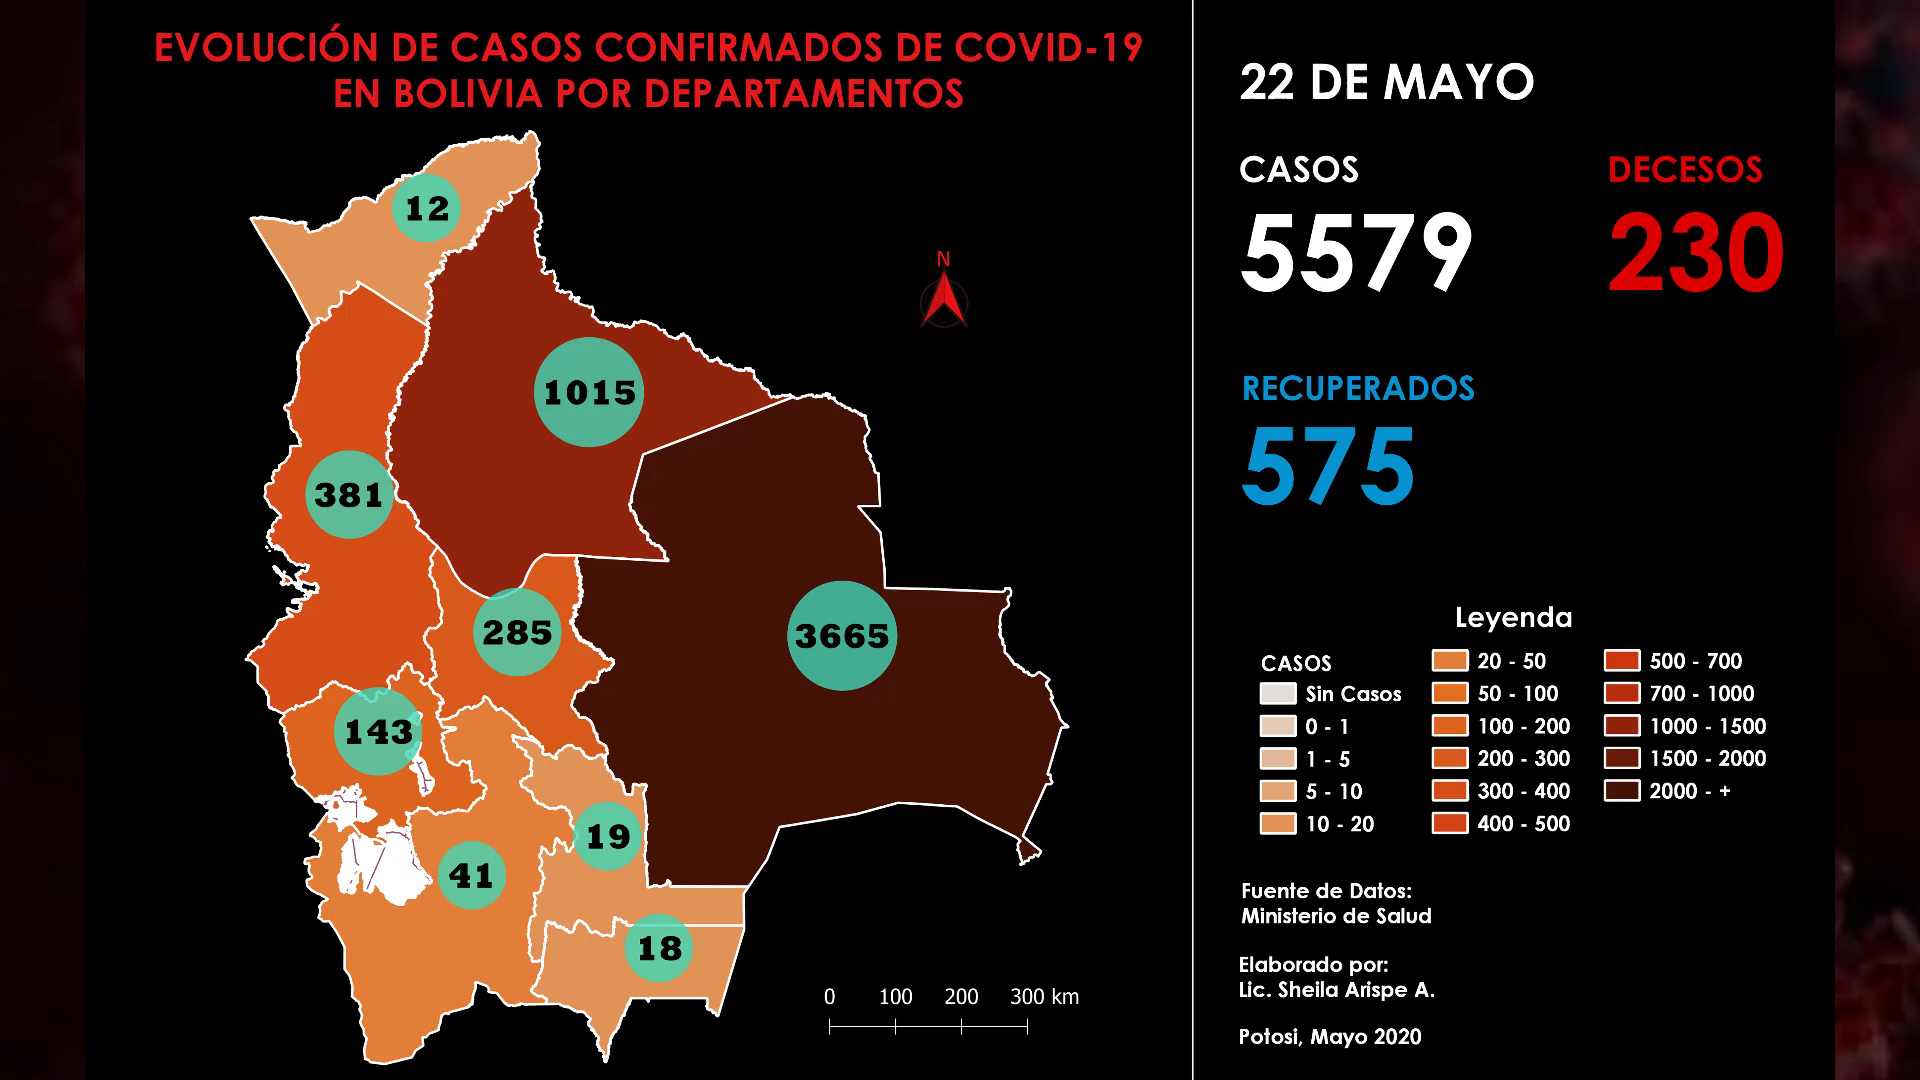 EVOLUCIÓN DE CASOS CONFIRMADOS DE COVID-19
EN BOLIVIA POR DEPARTAMENTOS
12
N
1015
381
285
3665
143
19
41
18
0 100 200 300 km
22 DE MAYO
CASOS
5579
DECESOS
230
RECUPERADOS
575
Leyenda
CASOS
Sin Casos
0 - 1
1 - 5
5 - 10
10 - 20
20 - 50
50 - 100
100 - 200
200 - 300
300 - 400
400 - 500
500 - 700
700 - 1000
1000 - 1500
1500 - 2000
2000 - +
Fuente de Datos:
Ministerio de Salud
Elaborado por:
Lic. Sheila Arispe A.
Potosi, Mayo 2020